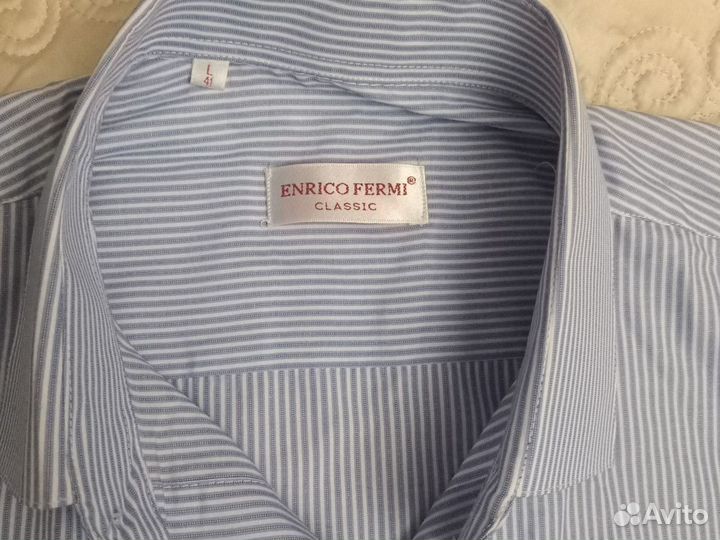 L
41
ENRICO FERMI®
CLASSIC
Avito